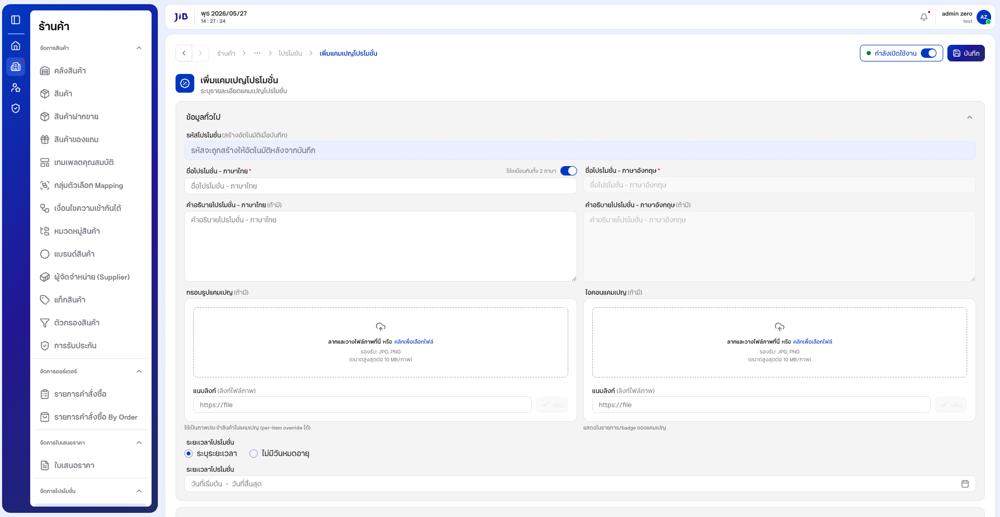 ร้านค้า
จัดการสินค้า
คลังสินค้า
สินค้า
สินค้าฝากขาย
สินค้าของแถม
เทมเพลตคุณสมบัติ
กลุ่มตัวเลือก Mapping
เงื่อนไขความเข้ากันได้
หมวดหมู่สินค้า
แบรนด์สินค้า
ผู้จัดจำหน่าย (Supplier)
แท็กสินค้า
ตัวกรองสินค้า
การรับประกัน
จัดการออร์เดอร์
รายการคำสั่งซื้อ
รายการคำสั่งซื้อ By Order
จัดการใบเสนอราคา
ใบเสนอราคา
จัดการโปรโมชั่น
JIB
พุธ 2026/05/27
14 : 27 : 24
admin zero
test
AZ
ร้านค้า > ••• > โปรโมชัน > เพิ่มแคมเปญโปรโมชั่น
กำลังเปิดใช้งาน
บันทึก
เพิ่มแคมเปญโปรโมชั่น
ระบุรายละเอียดแคมเปญโปรโมชั่น
ข้อมูลทั่วไป
รหัสโปรโมชั่น (สร้างอัตโนมัติเมื่อบันทึก)
รหัสจะถูกสร้างให้อัตโนมัติหลังจากบันทึก
ชื่อโปรโมชั่น - ภาษาไทย *
ใช้เหมือนกันทั้ง 2 ภาษา
ชื่อโปรโมชั่น - ภาษาอังกฤษ *
ชื่อโปรโมชั่น - ภาษาไทย
ชื่อโปรโมชั่น - ภาษาอังกฤษ
คำอธิบายโปรโมชั่น - ภาษาไทย (ถ้ามี)
คำอธิบายโปรโมชั่น - ภาษาอังกฤษ (ถ้ามี)
คำอธิบายโปรโมชั่น - ภาษาไทย
คำอธิบายโปรโมชั่น - ภาษาอังกฤษ
กรอบรูปแคมเปญ (ถ้ามี)
ลากและวางไฟล์ภาพที่นี่ หรือ คลิกเพื่อเลือกไฟล์
รองรับ: JPG, PNG
(ขนาดสูงสุดต่อ 10 MB/ภาพ)
แนบลิงก์ (ลิงก์ไฟล์ภาพ)
https://file
เพิ่ม
ใช้เป็นภาพประจำสินค้าในแคมเปญ (per-item override ได้)
ไอคอนแคมเปญ (ถ้ามี)
ลากและวางไฟล์ภาพที่นี่ หรือ คลิกเพื่อเลือกไฟล์
รองรับ: JPG, PNG
(ขนาดสูงสุดต่อ 10 MB/ภาพ)
แนบลิงก์ (ลิงก์ไฟล์ภาพ)
https://file
เพิ่ม
แสดงในรายการ/badge ของแคมเปญ
ระยะเวลาโปรโมชั่น
ระบุระยะเวลา
ไม่มีวันหมดอายุ
ระยะเวลาโปรโมชั่น
วันที่เริ่มต้น - วันที่สิ้นสุด